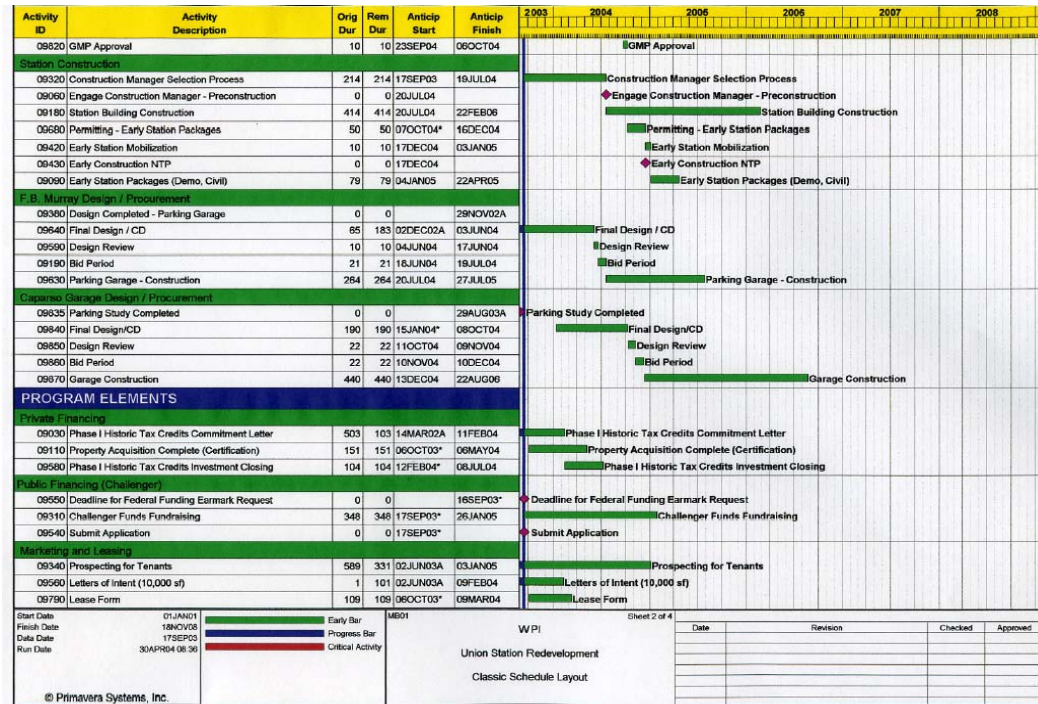 Activity ID Activity Description Orig Dur Rem Dur Anticip Start Anticip Finish 2003 2004 2005 2006 2007 2008
09820 GMP Approval 10 10 23SEP04 06OCT04 GMP Approval
Station Construction
09320 Construction Manager Selection Process 214 214 17SEP03 19JUL04 Construction Manager Selection Process
09060 Engage Construction Manager - Preconstruction 0 0 20JUL04 Engage Construction Manager - Preconstruction
09180 Station Building Construction 414 414 20JUL04 22FEB06 Station Building Construction
09680 Permitting - Early Station Packages 50 50 07OCT04* 16DEC04 Permitting - Early Station Packages
09420 Early Station Mobilization 10 10 17DEC04 03JAN05 Early Station Mobilization
09430 Early Construction NTP 0 0 17DEC04 Early Construction NTP
09090 Early Station Packages (Demo, Civil) 79 79 04JAN05 22APR05 Early Station Packages (Demo, Civil)
F.B. Murray Design / Procurement
09380 Design Completed - Parking Garage 0 0 29NOV02A
09640 Final Design / CD 65 183 02DEC02A 03JUN04 Final Design / CD
09590 Design Review 10 10 04JUN04 17JUN04 Design Review
09190 Bid Period 21 21 18JUN04 19JUL04 Bid Period
09630 Parking Garage - Construction 264 264 20JUL04 27JUL05 Parking Garage - Construction
Caparso Garage Design / Procurement
09835 Parking Study Completed 0 0 29AUG03A Parking Study Completed
09840 Final Design/CD 190 190 15JAN04* 08OCT04 Final Design/CD
09850 Design Review 22 22 11OCT04 09NOV04 Design Review
09860 Bid Period 22 22 10NOV04 10DEC04 Bid Period
09870 Garage Construction 440 440 13DEC04 22AUG06 Garage Construction
PROGRAM ELEMENTS
Private Financing
09030 Phase I Historic Tax Credits Commitment Letter 503 103 14MAR02A 11FEB04 Phase I Historic Tax Credits Commitment Letter
09110 Property Acquisition Complete (Certification) 151 151 06OCT03* 06MAY04 Property Acquisition Complete (Certification)
09580 Phase I Historic Tax Credits Investment Closing 104 104 12FEB04* 08JUL04 Phase I Historic Tax Credits Investment Closing
Public Financing (Challenger)
09550 Deadline for Federal Funding Earmark Request 0 0 16SEP03* Deadline for Federal Funding Earmark Request
09310 Challenger Funds Fundraising 348 348 17SEP03* 26JAN05 Challenger Funds Fundraising
09540 Submit Application 0 0 17SEP03* Submit Application
Marketing and Leasing
09340 Prospecting for Tenants 589 331 02JUN03A 03JAN05 Prospecting for Tenants
09560 Letters of Intent (10,000 sf) 1 101 02JUN03A 09FEB04 Letters of Intent (10,000 sf)
09790 Lease Form 109 109 06OCT03* 09MAR04 Lease Form
Start Date 01JAN01
Finish Date 18NOV08
Data Date 17SEP03
Run Date 30APR04 08:36
© Primavera Systems, Inc.
Early Bar
Progress Bar
Critical Activity
MB01
Sheet 2 of 4
WPI
Union Station Redevelopment
Classic Schedule Layout
Date Revision Checked Approved